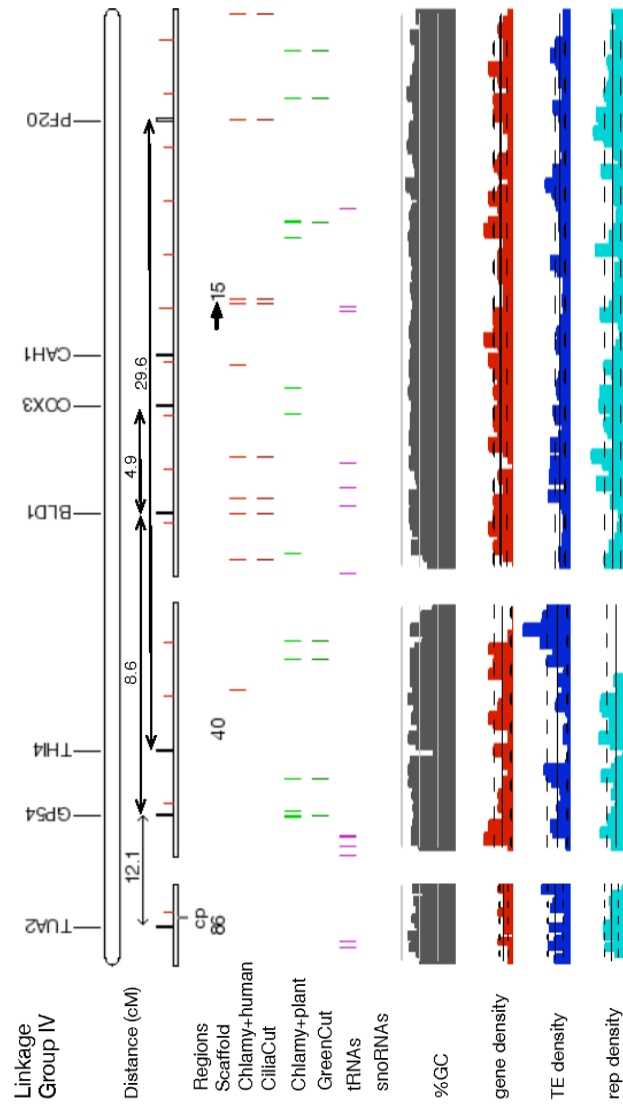 Linkage
Group IV
TUA2
GP54
THI4
BLD1
COX3
CAH1
PF20
Distance (cM)
12.1
8.6
4.9
29.6
Regions
cp
Scaffold
86
40
15
Chlamy+human
CiliaCut
Chlamy+plant
GreenCut
tRNAs
snoRNAs
%GC
gene density
TE density
rep density